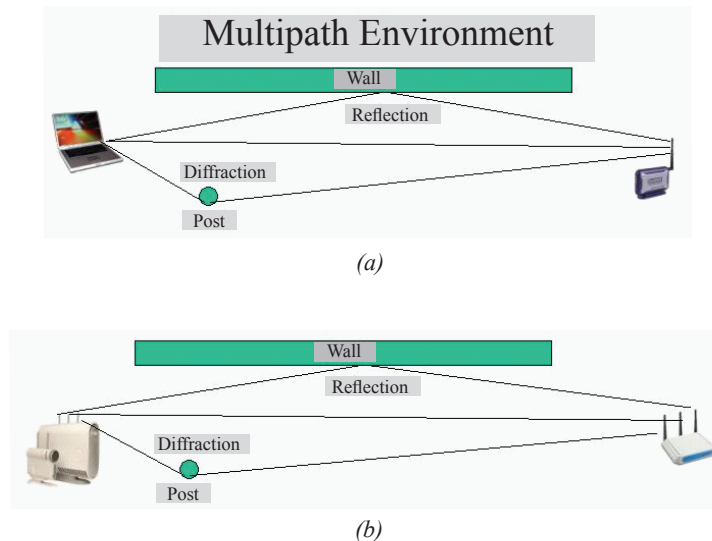 Multipath Environment
Wall
Reflection
Diffraction
Post
(a)
Wall
Reflection
Diffraction
Post
(b)